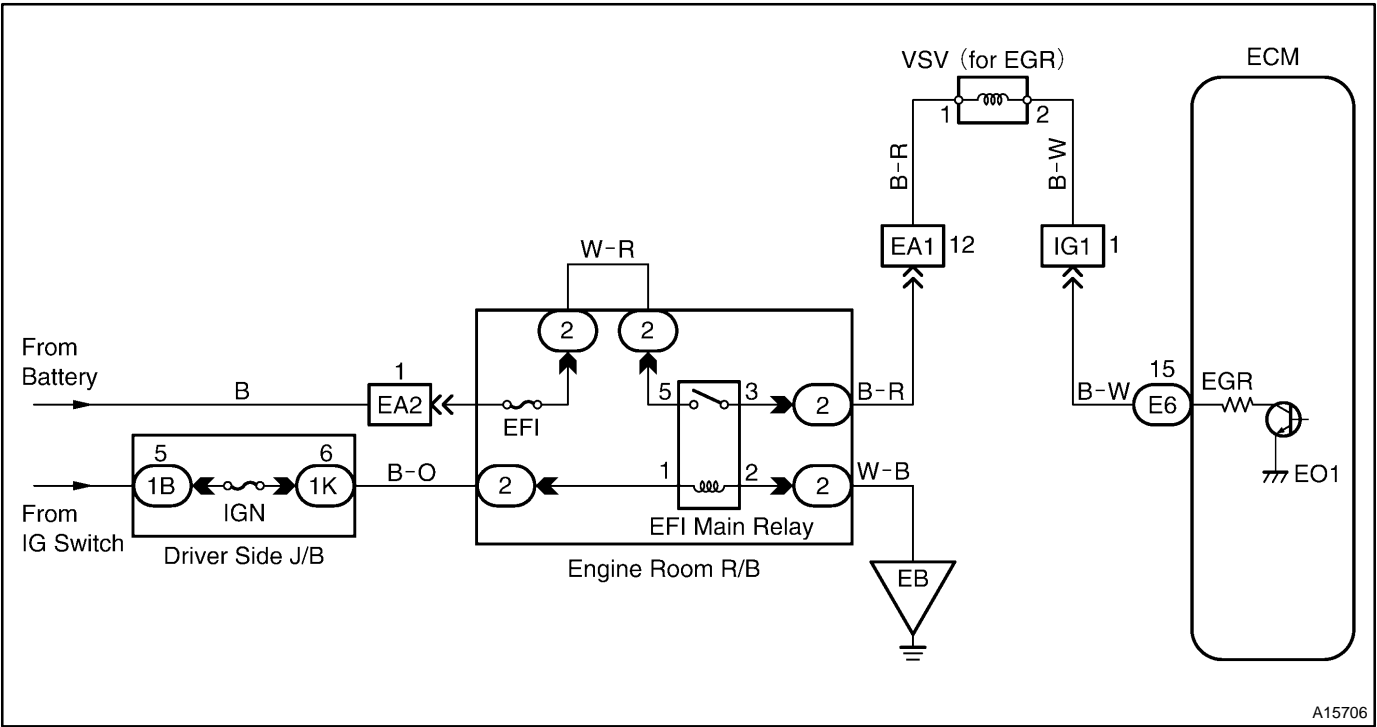 VSV (for EGR)
ECM
1
2
B-R
B-W
EA1
12
IG1
1
W-R
2
2
From
Battery
B
1
EA2
EFI
5
3
2
B-R
B-W
15
E6
EGR
EO1
5
1B
IGN
6
1K
B-O
2
1
2
2
W-B
From
IG Switch
Driver Side J/B
EFI Main Relay
Engine Room R/B
EB
A15706